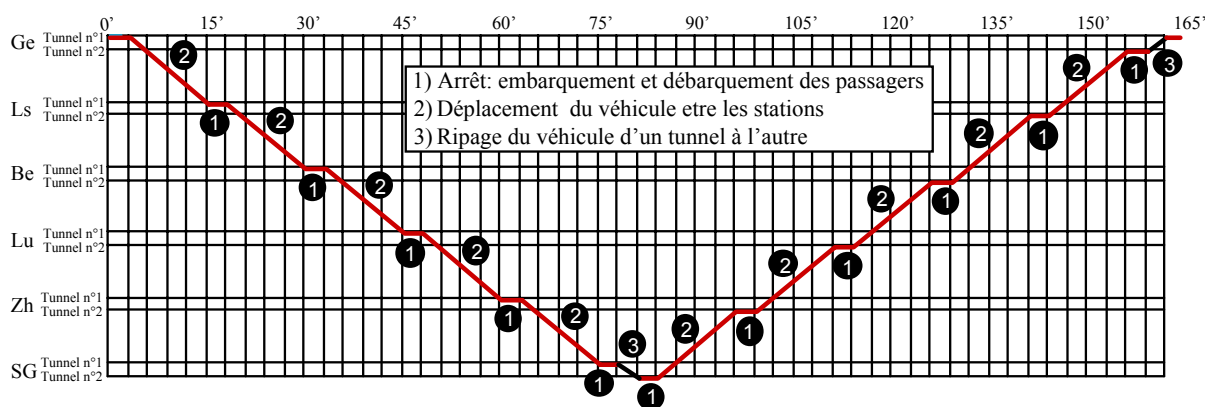 0’ 15’ 30’ 45’ 60’ 75’ 90’ 105’ 120’ 135’ 150’ 165’
Ge Tunnel n°1
Tunnel n°2
2 2 1 3
1) Arrêt: embarquement et débarquement des passagers
2) Déplacement du véhicule etre les stations
3) Ripage du véhicule d’un tunnel à l’autre
Ls Tunnel n°1
Tunnel n°2
1 2 2 1
Be Tunnel n°1
Tunnel n°2
1 2 2 1
Lu Tunnel n°1
Tunnel n°2
1 2 2 1
Zh Tunnel n°1
Tunnel n°2
1 2 3 2 1
SG Tunnel n°1
Tunnel n°2
1 1